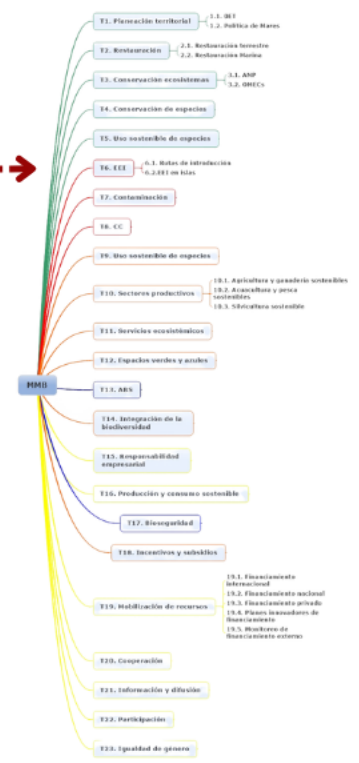 T1. Planeación territorial
1.1. BET
1.2. Política de Mares
T2. Restauración
2.1. Restauración terrestre
2.2. Restauración Marina
T3. Conservación ecosistemas
3.1. ANP
3.2. OMECs
T4. Conservación de especies
T5. Uso sostenible de especies
T6. EEI
6.1. Rutas de introducción
6.2.EEI en islas
T7. Contaminación
T8. CC
T9. Uso sostenible de especies
T10. Sectores productivos
10.1. Agricultura y ganadería sostenibles
10.2. Acuacultura y pesca
sostenibles
10.3. Silvicultura sostenible
T11. Servicios ecosistémicos
T12. Espacios verdes y azules
MMB
T13. ABS
T14. Integración de la
biodiversidad
T15. Responsabilidad
empresarial
T16. Producción y consumo sostenible
T17. Bioseguridad
T18. Incentivos y subsidios
T19. Mobilización de recursos
19.1. Financiamiento
internacional
19.2. Financiamiento nacional
19.3. Financiamiento privado
19.4. Planes innovadores de
financiamiento
19.5. Monitoreo de
financiamiento externo
T20. Cooperación
T21. Información y difusión
T22. Participación
T23. Igualdad de género